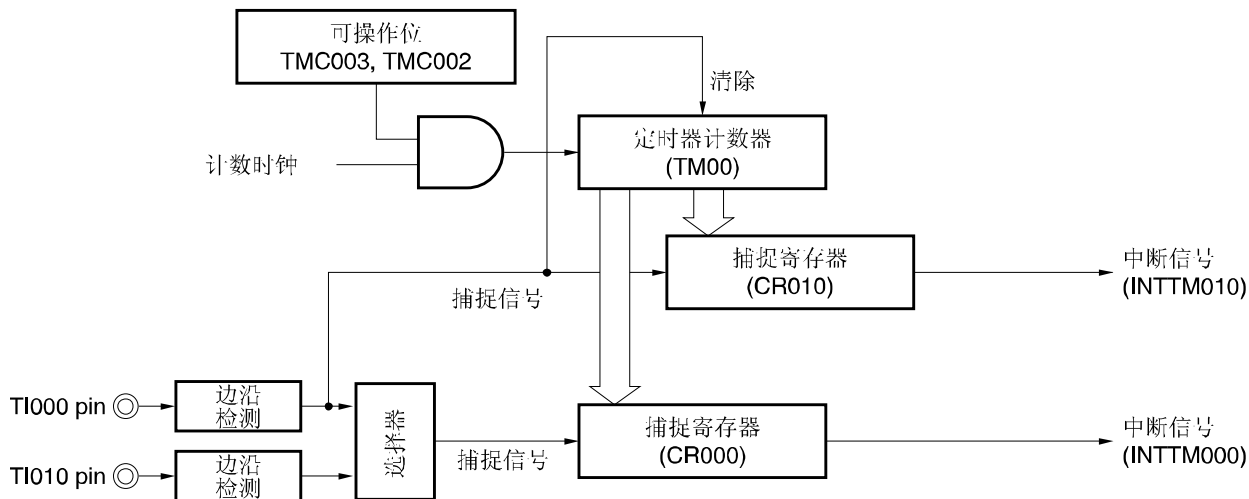 可操作位
TMC003, TMC002
清除
计数时钟
定时器计数器
(TM00)
捕捉寄存器
(CR010)
中断信号
(INTTM010)
捕捉信号
TI000 pin
边沿
检测
选择器
捕捉信号
捕捉寄存器
(CR000)
中断信号
(INTTM000)
TI010 pin
边沿
检测